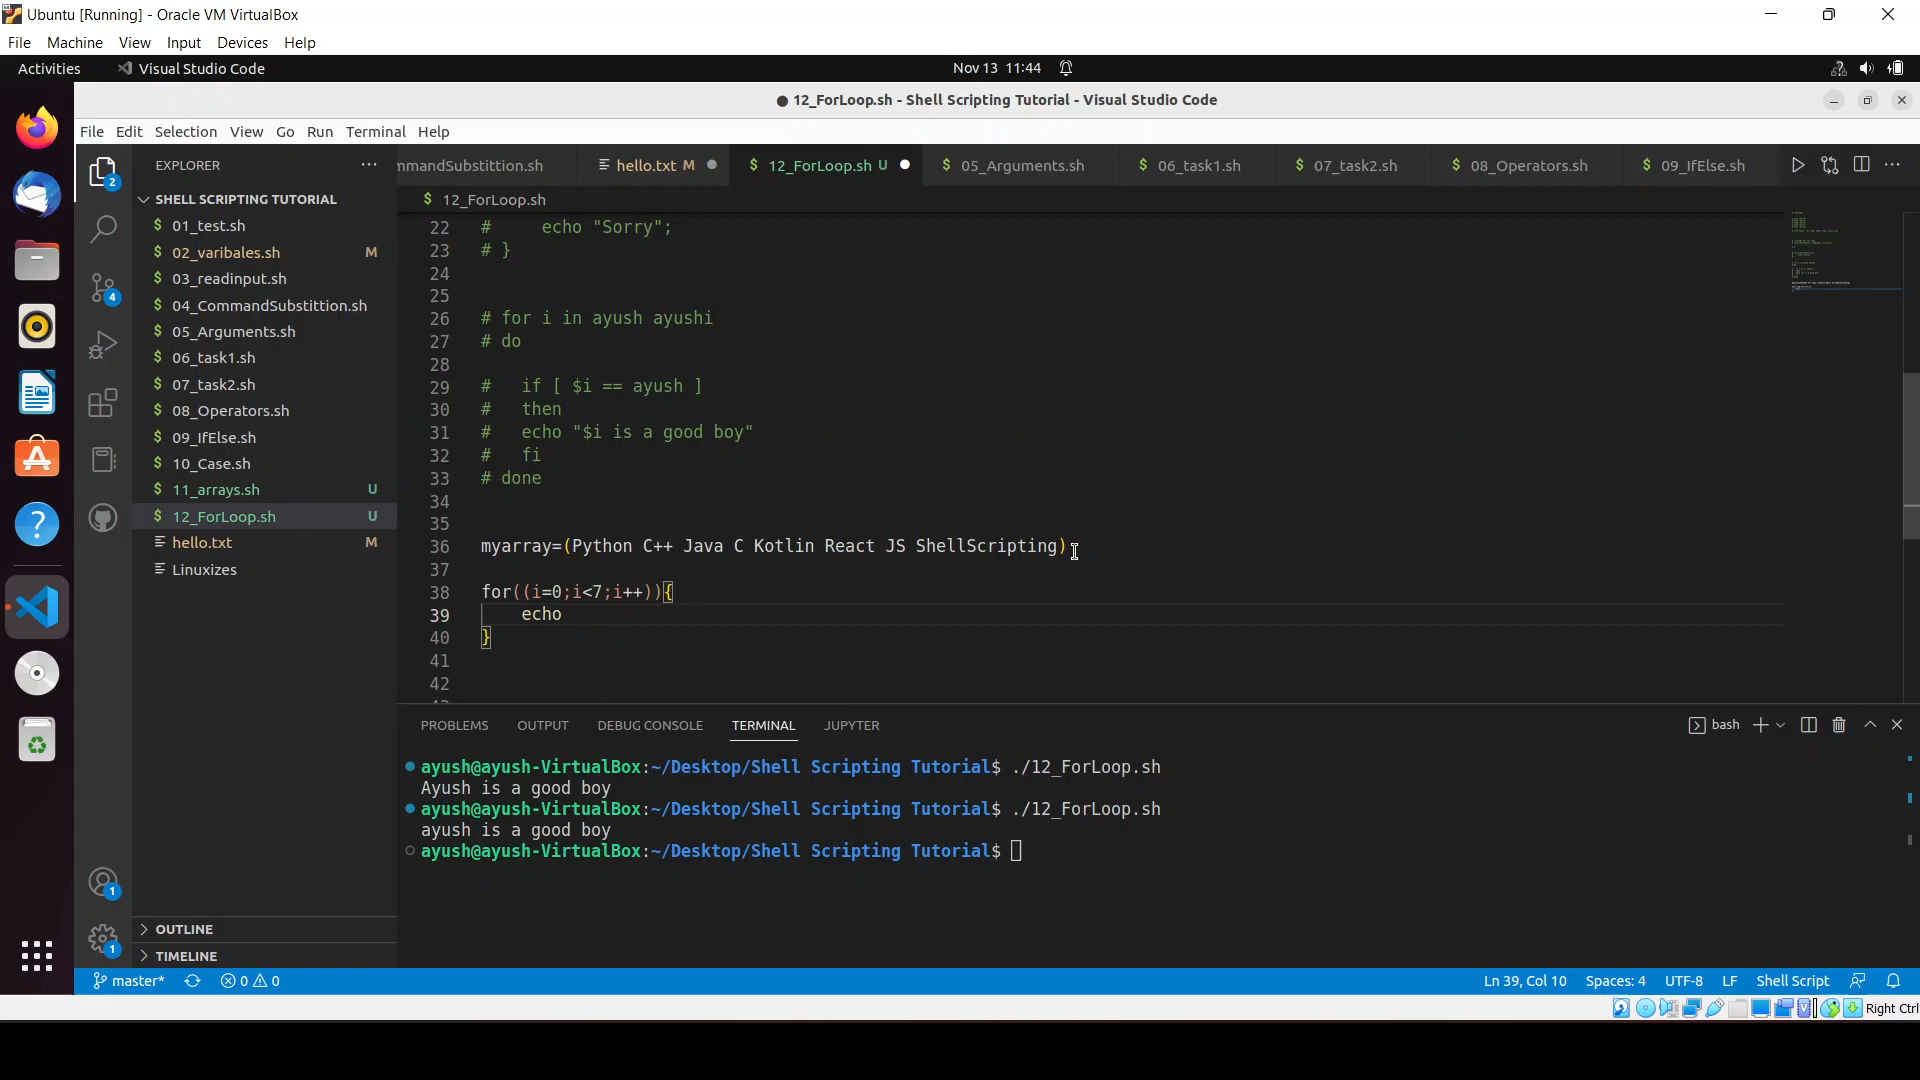 Ubuntu [Running] - Oracle VM VirtualBox
File Machine View Input Devices Help
Activities Visual Studio Code Nov 13 11:44
12_ForLoop.sh - Shell Scripting Tutorial - Visual Studio Code
File Edit Selection View Go Run Terminal Help
EXPLORER
mmandSubstittion.sh hello.txt M 12_ForLoop.sh U 05_Arguments.sh 06_task1.sh 07_task2.sh 08_Operators.sh 09_IfElse.sh
12_ForLoop.sh
SHELL SCRIPTING TUTORIAL
01_test.sh
02_varibales.sh M
03_readinput.sh
04_CommandSubstittion.sh
05_Arguments.sh
06_task1.sh
07_task2.sh
08_Operators.sh
09_IfElse.sh
10_Case.sh
11_arrays.sh U
12_ForLoop.sh U
hello.txt M
Linuxizes
OUTLINE
TIMELINE
2
4
1
1
22 # echo "Sorry";
23 # }
24
25
26 # for i in ayush ayushi
27 # do
28
29 # if [ $i == ayush ]
30 # then
31 # echo "$i is a good boy"
32 # fi
33 # done
34
35
36 myarray=(Python C++ Java C Kotlin React JS ShellScripting)
37
38 for((i=0;i<7;i++)){
39 echo
40 }
41
42
PROBLEMS OUTPUT DEBUG CONSOLE TERMINAL JUPYTER bash
ayush@ayush-VirtualBox:~/Desktop/Shell Scripting Tutorial$ ./12_ForLoop.sh
Ayush is a good boy
ayush@ayush-VirtualBox:~/Desktop/Shell Scripting Tutorial$ ./12_ForLoop.sh
ayush is a good boy
ayush@ayush-VirtualBox:~/Desktop/Shell Scripting Tutorial$
master* 0 0 Ln 39, Col 10 Spaces: 4 UTF-8 LF Shell Script
Right Ctrl